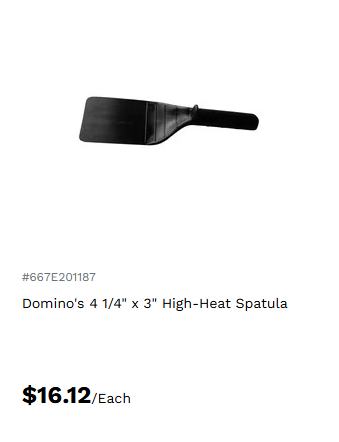 #667E201187
Domino's 4 1/4" x 3" High-Heat Spatula
$16.12/Each